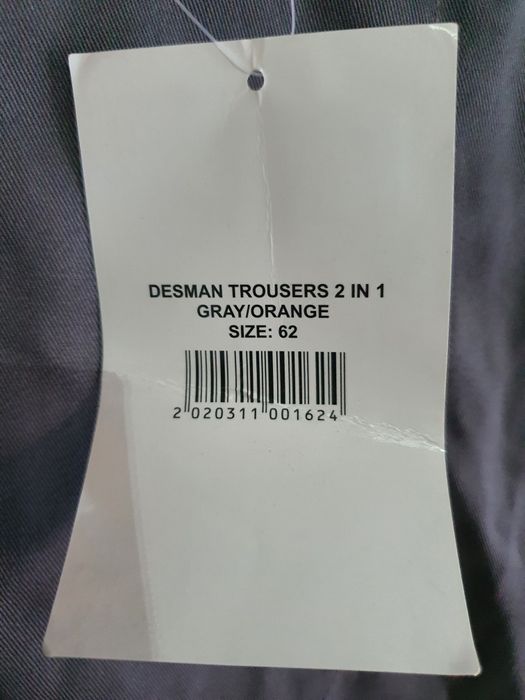 DESMAN TROUSERS 2 IN 1
GRAY/ORANGE
SIZE: 62
2 020311 001624